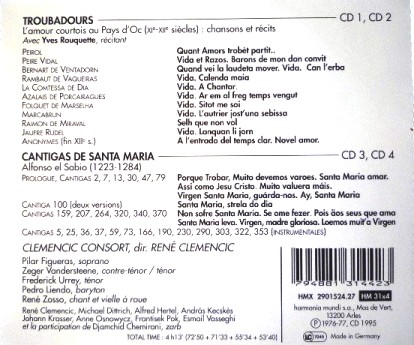 TROUBADOURS CD 1, CD 2
L'amour courtois au Pays d'Oc (XIe-XIIe siècles) : chansons et récits
Avec Yves Rouquette, récitant
PEIROL Quant Amors trobèt partit..
PEIRE VIDAL Vida et Razos. Barons de mon dan convit
BERNART DE VENTADORN Quand vei la laudeta mover. Vida. Can l'erba
RAMBAUT DE VAQUEIRAS Vida. Calenda maia
LA COMTESSA DE DIA Vida. A Chantar
AZALAIS DE PORCAIRAGUES Vida. Ar em al freg temps vengut
FOLQUET DE MARSELHA Vida. Sitot me soi
MARCABRUN Vida. L'autrier jost'una sebissa
RAIMON DE MIRAVAL Selh que non vol
JAUFRE RUDEL Vida. Lanquan li jorn
ANONYMES (fin XIIIe s.) A l'entrada del temps clar. Novel amor.
CANTIGAS DE SANTA MARIA CD 3, CD 4
Alfonso el Sabio (1223-1284)
PROLOGUE, CANTIGAS 2, 7, 13, 30, 47, 79 Porque Trobar, Muito devemos varoes. Santa Maria amar.
Assi como Jesu Cristo. Muito valuera máis.
Virgen Santa Maria, guárda-nos. Ay, Santa Maria
CANTIGA 100 (deux versions) Santa Maria, strela do dia
CANTIGAS 159, 207, 264, 320, 340, 370 Non sofre Santa Maria. Se ome fezer. Pois áos seus que ama
Santa Maria leva. Virgen, madre gloriosa. Loemos muit'a Virgen
CANTIGAS 5, 25, 36, 37, 59, 73, 166, 190, 230, 290, 303, 322, 353 (INSTRUMENTALES)
CLEMENCIC CONSORT, dir. RENÉ CLEMENCIC
Pilar Figueras, soprano
Zeger Vandersteene, contre-ténor / ténor
Frederick Urrey, ténor
Pedro Liendo, baryton
René Zosso, chant et vielle à roue
René Clemencic, Michael Dittrich, Alfred Hertel, András Kecskés
Johann Krasser, Anne Osnowycz, Frantisek Pok, Esmail Vasseghi
et la participation de Djamchid Chemirani, zarb
TOTAL TIME : 4 h13' (72'50 + 71'33 + 55'34 + 53'40)
7 94881 31442 3
HMX 2901524.27 HM 31x4
harmonia mundi s.a., Mas de Vert,
13200 Arles
Ⓟ 1976-77, CD 1995
Made in Germany